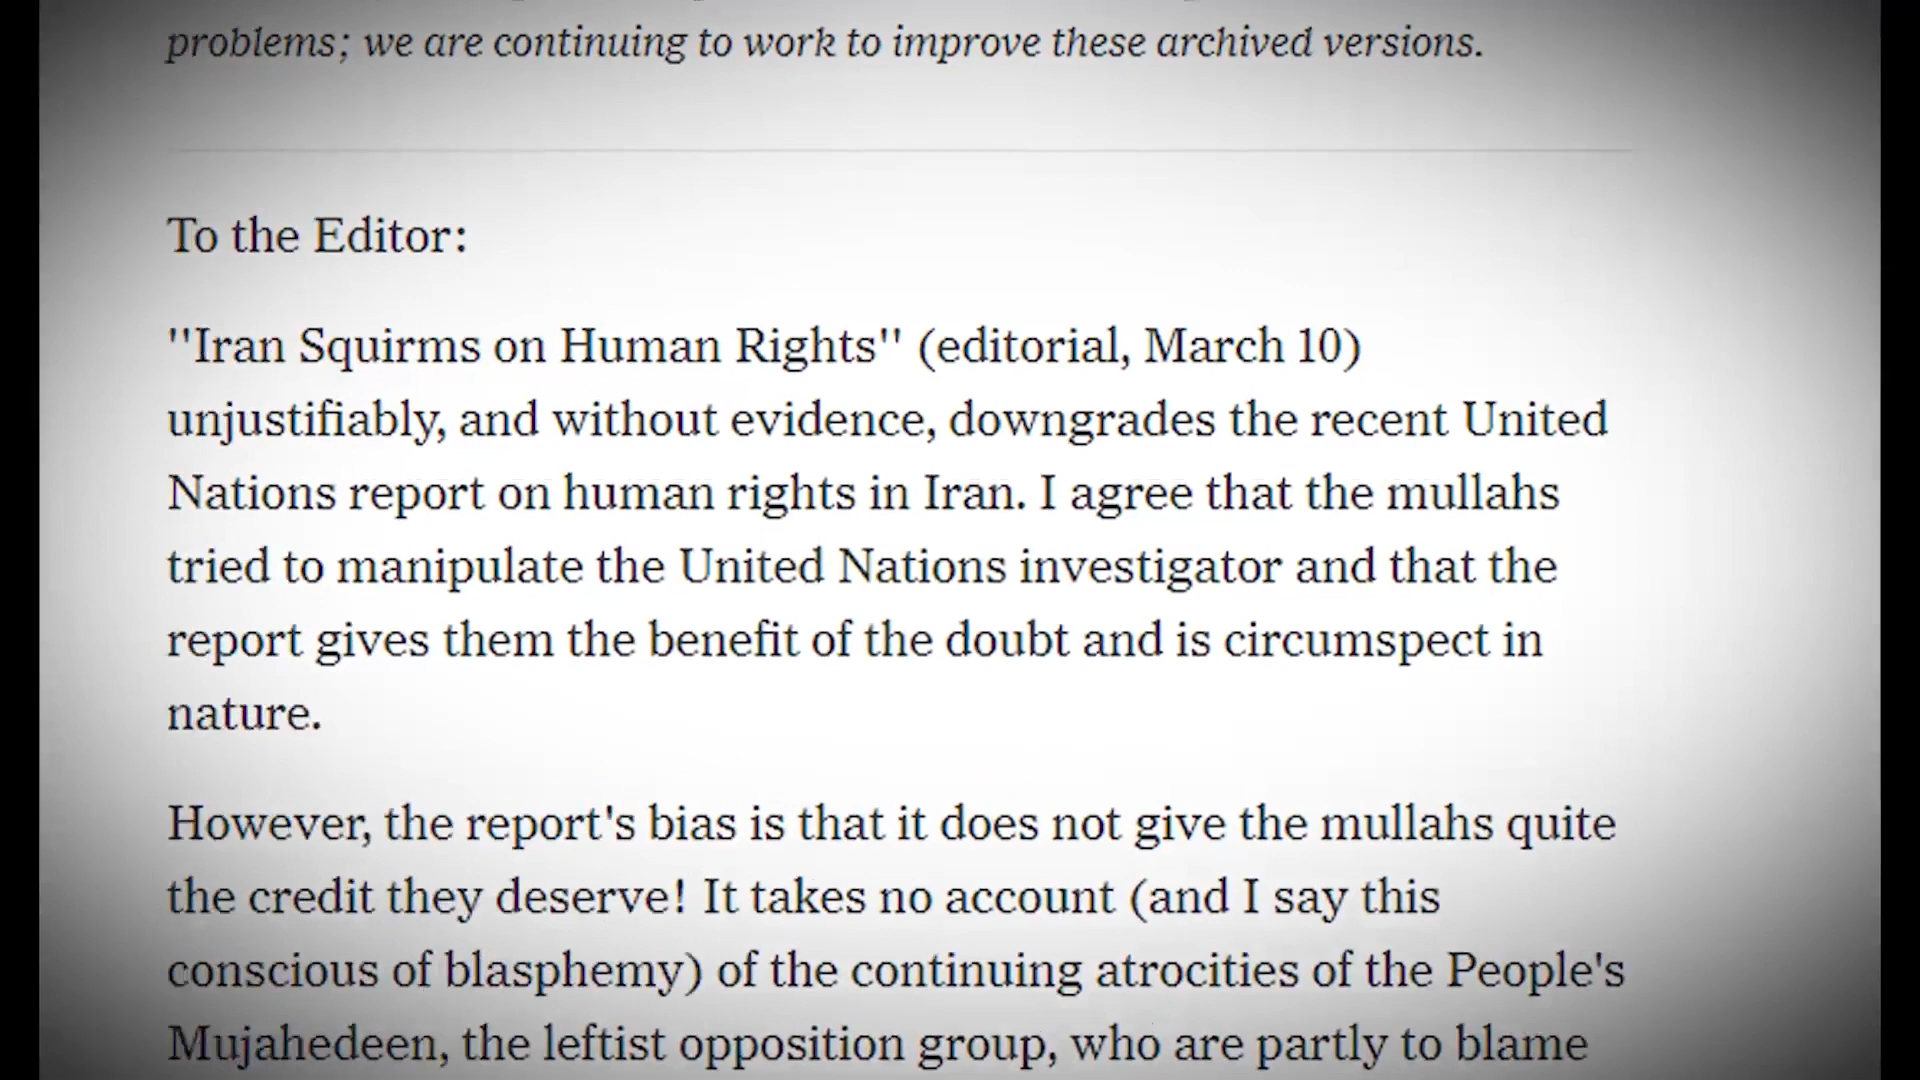 problems; we are continuing to work to improve these archived versions.
To the Editor:
''Iran Squirms on Human Rights'' (editorial, March 10)
unjustifiably, and without evidence, downgrades the recent United
Nations report on human rights in Iran. I agree that the mullahs
tried to manipulate the United Nations investigator and that the
report gives them the benefit of the doubt and is circumspect in
nature.
However, the report's bias is that it does not give the mullahs quite
the credit they deserve! It takes no account (and I say this
conscious of blasphemy) of the continuing atrocities of the People's
Mujahedeen, the leftist opposition group, who are partly to blame